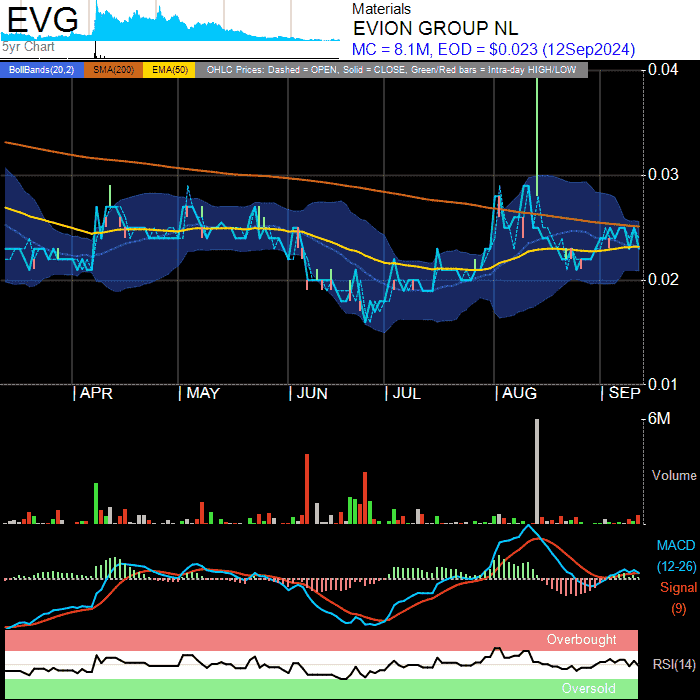 EVG
5yr Chart
Materials
EVION GROUP NL
MC = 8.1M, EOD = $0.023 (12Sep2024)
BollBands(20,2) SMA(200) EMA(50) OHLC Prices: Dashed = OPEN, Solid = CLOSE, Green/Red bars = Intra-day HIGH/LOW
0.04
0.03
0.02
0.01
APR MAY JUN JUL AUG SEP
6M
Volume
MACD
(12-26)
Signal
(9)
Overbought
RSI(14)
Oversold